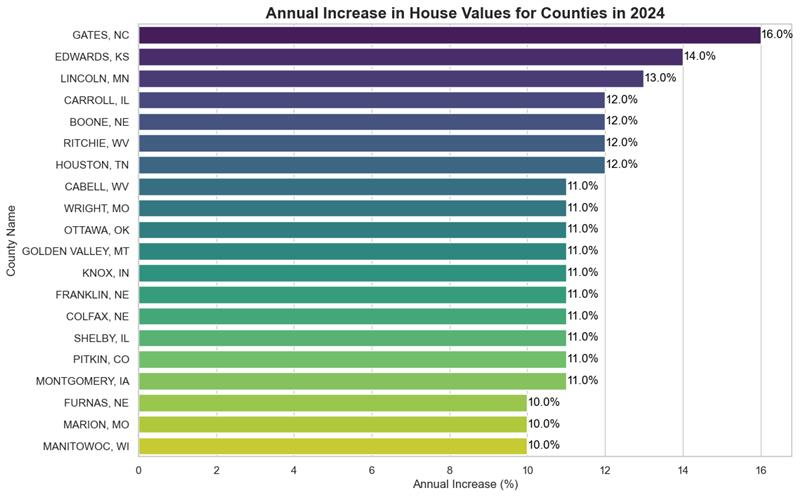 Annual Increase in House Values for Counties in 2024
County Name
GATES, NC 16.0%
EDWARDS, KS 14.0%
LINCOLN, MN 13.0%
CARROLL, IL 12.0%
BOONE, NE 12.0%
RITCHIE, WV 12.0%
HOUSTON, TN 12.0%
CABELL, WV 11.0%
WRIGHT, MO 11.0%
OTTAWA, OK 11.0%
GOLDEN VALLEY, MT 11.0%
KNOX, IN 11.0%
FRANKLIN, NE 11.0%
COLFAX, NE 11.0%
SHELBY, IL 11.0%
PITKIN, CO 11.0%
MONTGOMERY, IA 11.0%
FURNAS, NE 10.0%
MARION, MO 10.0%
MANITOWOC, WI 10.0%
0 2 4 6 8 10 12 14 16
Annual Increase (%)